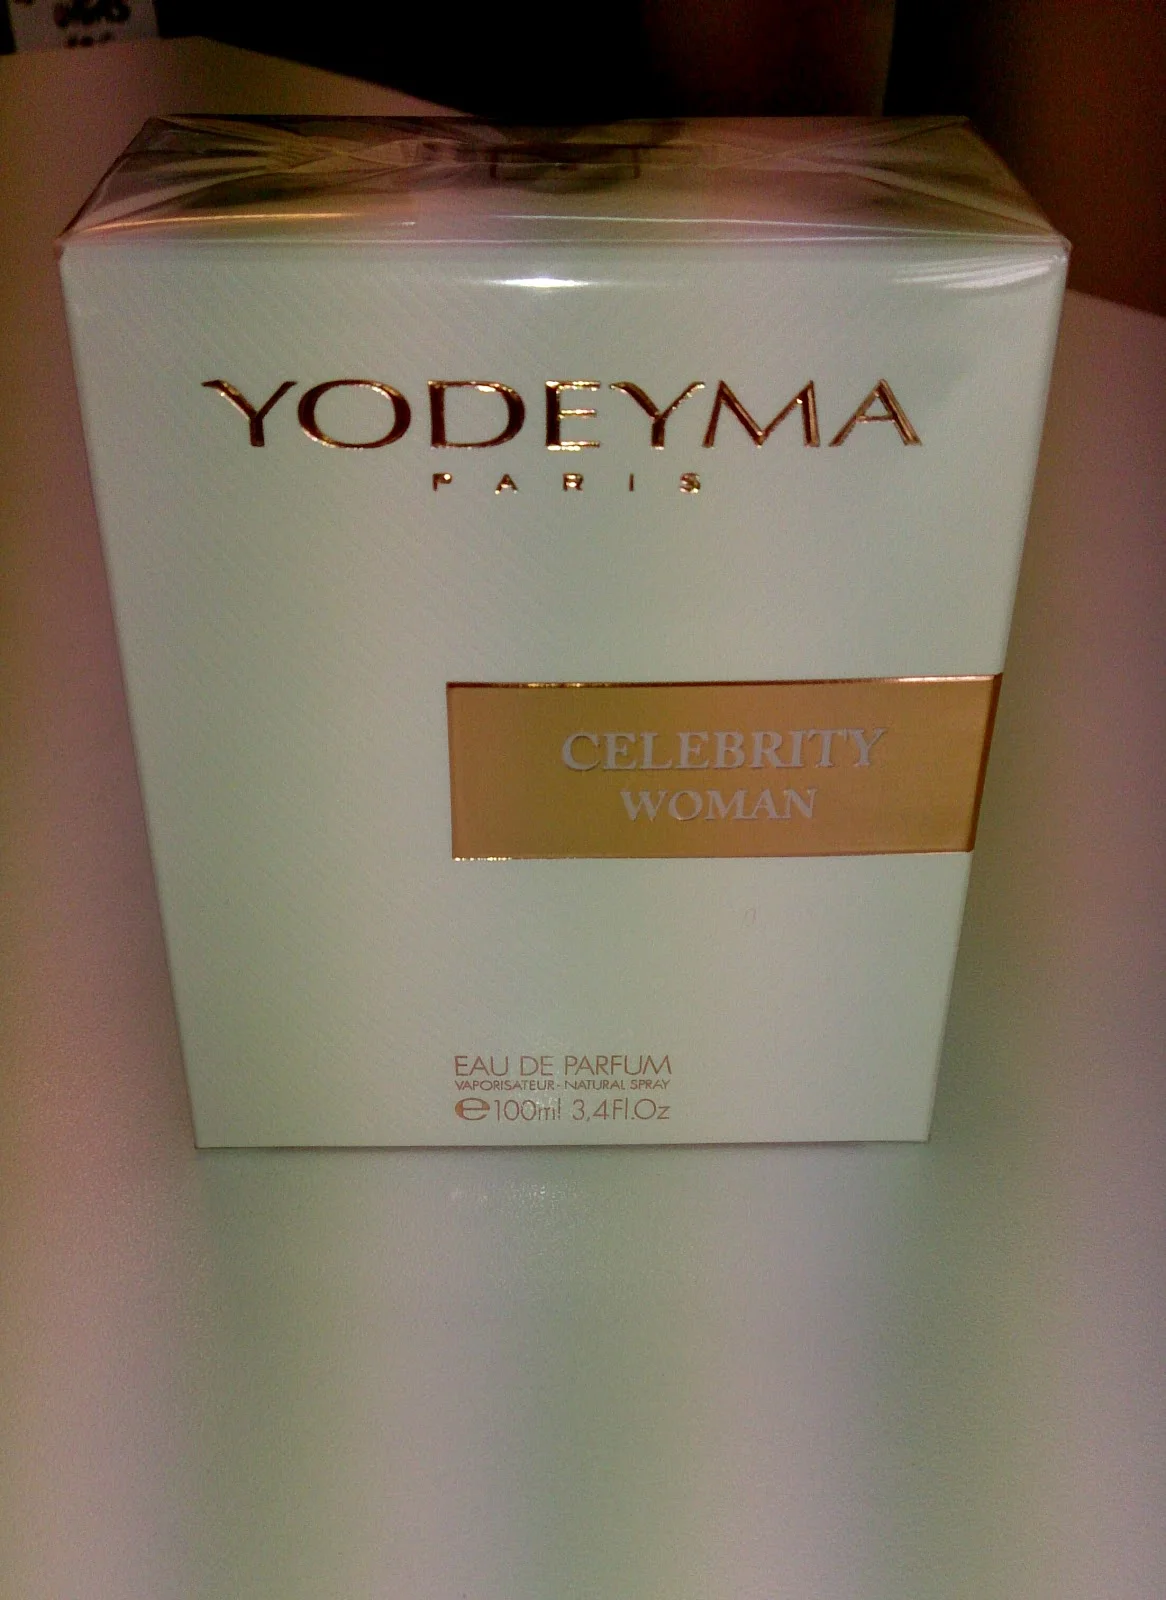 YODEYMA
PARIS
CELEBRITY
WOMAN
EAU DE PARFUM
VAPORISATEUR - NATURAL SPRAY
℮100ml 3,4Fl.Oz